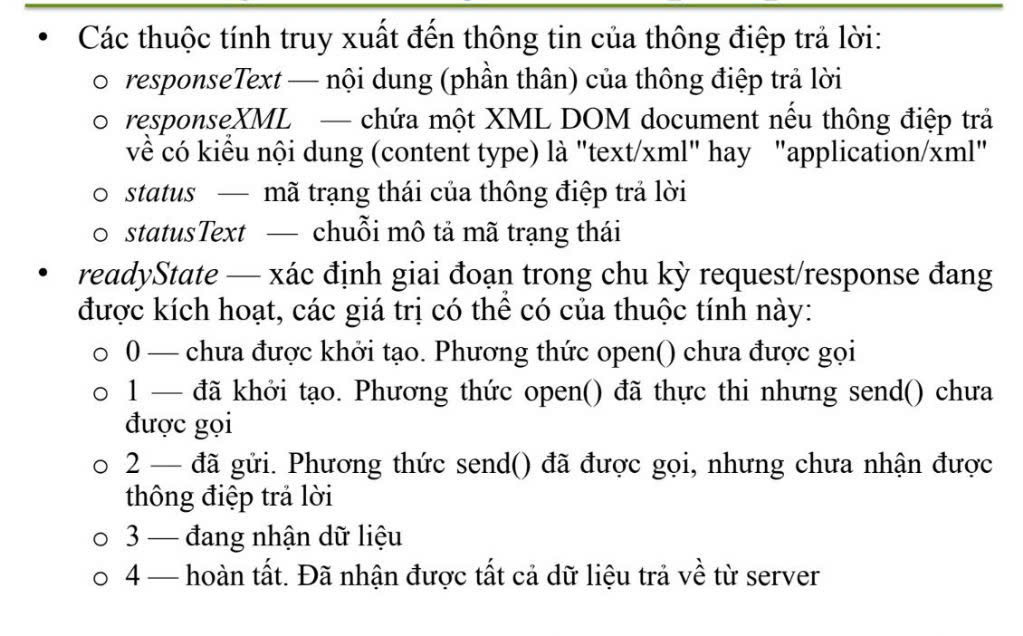 • Các thuộc tính truy xuất đến thông tin của thông điệp trả lời:
o responseText — nội dung (phần thân) của thông điệp trả lời
o responseXML — chứa một XML DOM document nếu thông điệp trả
về có kiểu nội dung (content type) là "text/xml" hay "application/xml"
o status — mã trạng thái của thông điệp trả lời
o statusText — chuỗi mô tả mã trạng thái
• readyState — xác định giai đoạn trong chu kỳ request/response đang
được kích hoạt, các giá trị có thể có của thuộc tính này:
o 0 — chưa được khởi tạo. Phương thức open() chưa được gọi
o 1 — đã khởi tạo. Phương thức open() đã thực thi nhưng send() chưa
được gọi
o 2 — đã gửi. Phương thức send() đã được gọi, nhưng chưa nhận được
thông điệp trả lời
o 3 — đang nhận dữ liệu
o 4 — hoàn tất. Đã nhận được tất cả dữ liệu trả về từ server